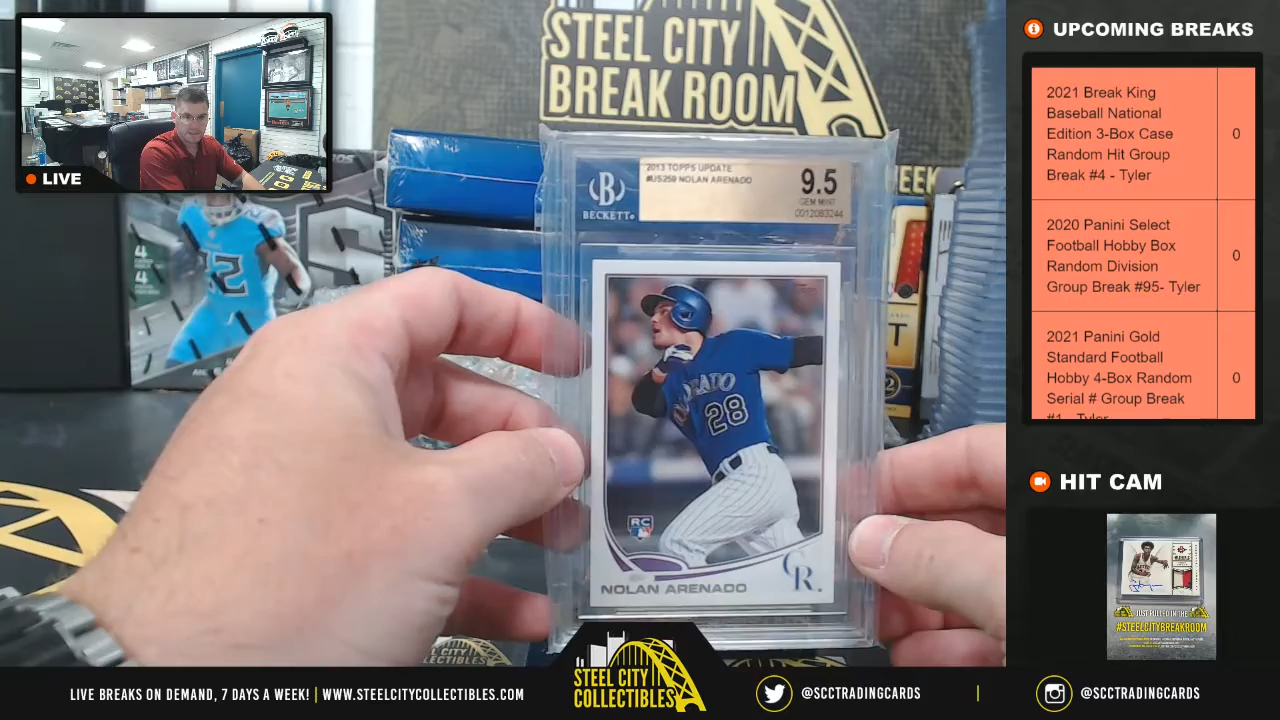 LIVE
STEEL CITY
BREAK ROOM
BECKETT
2013 TOPPS UPDATE
#US259 NOLAN ARENADO
9.5
GEM MINT
0012083244
28
RC
NOLAN ARENADO
CR
UPCOMING BREAKS
2021 Break King
Baseball National
Edition 3-Box Case
Random Hit Group
Break #4 - Tyler
0
2020 Panini Select
Football Hobby Box
Random Division
Group Break #95- Tyler
0
2021 Panini Gold
Standard Football
Hobby 4-Box Random
Serial # Group Break
#1 - Tyler
0
HIT CAM
JUST PULLED IN THE
#STEELCITYBREAKROOM
LIVE BREAKS ON DEMAND, 7 DAYS A WEEK! | WWW.STEELCITYCOLLECTIBLES.COM
STEEL CITY
COLLECTIBLES
@SCCTRADINGCARDS
@SCCTRADINGCARDS